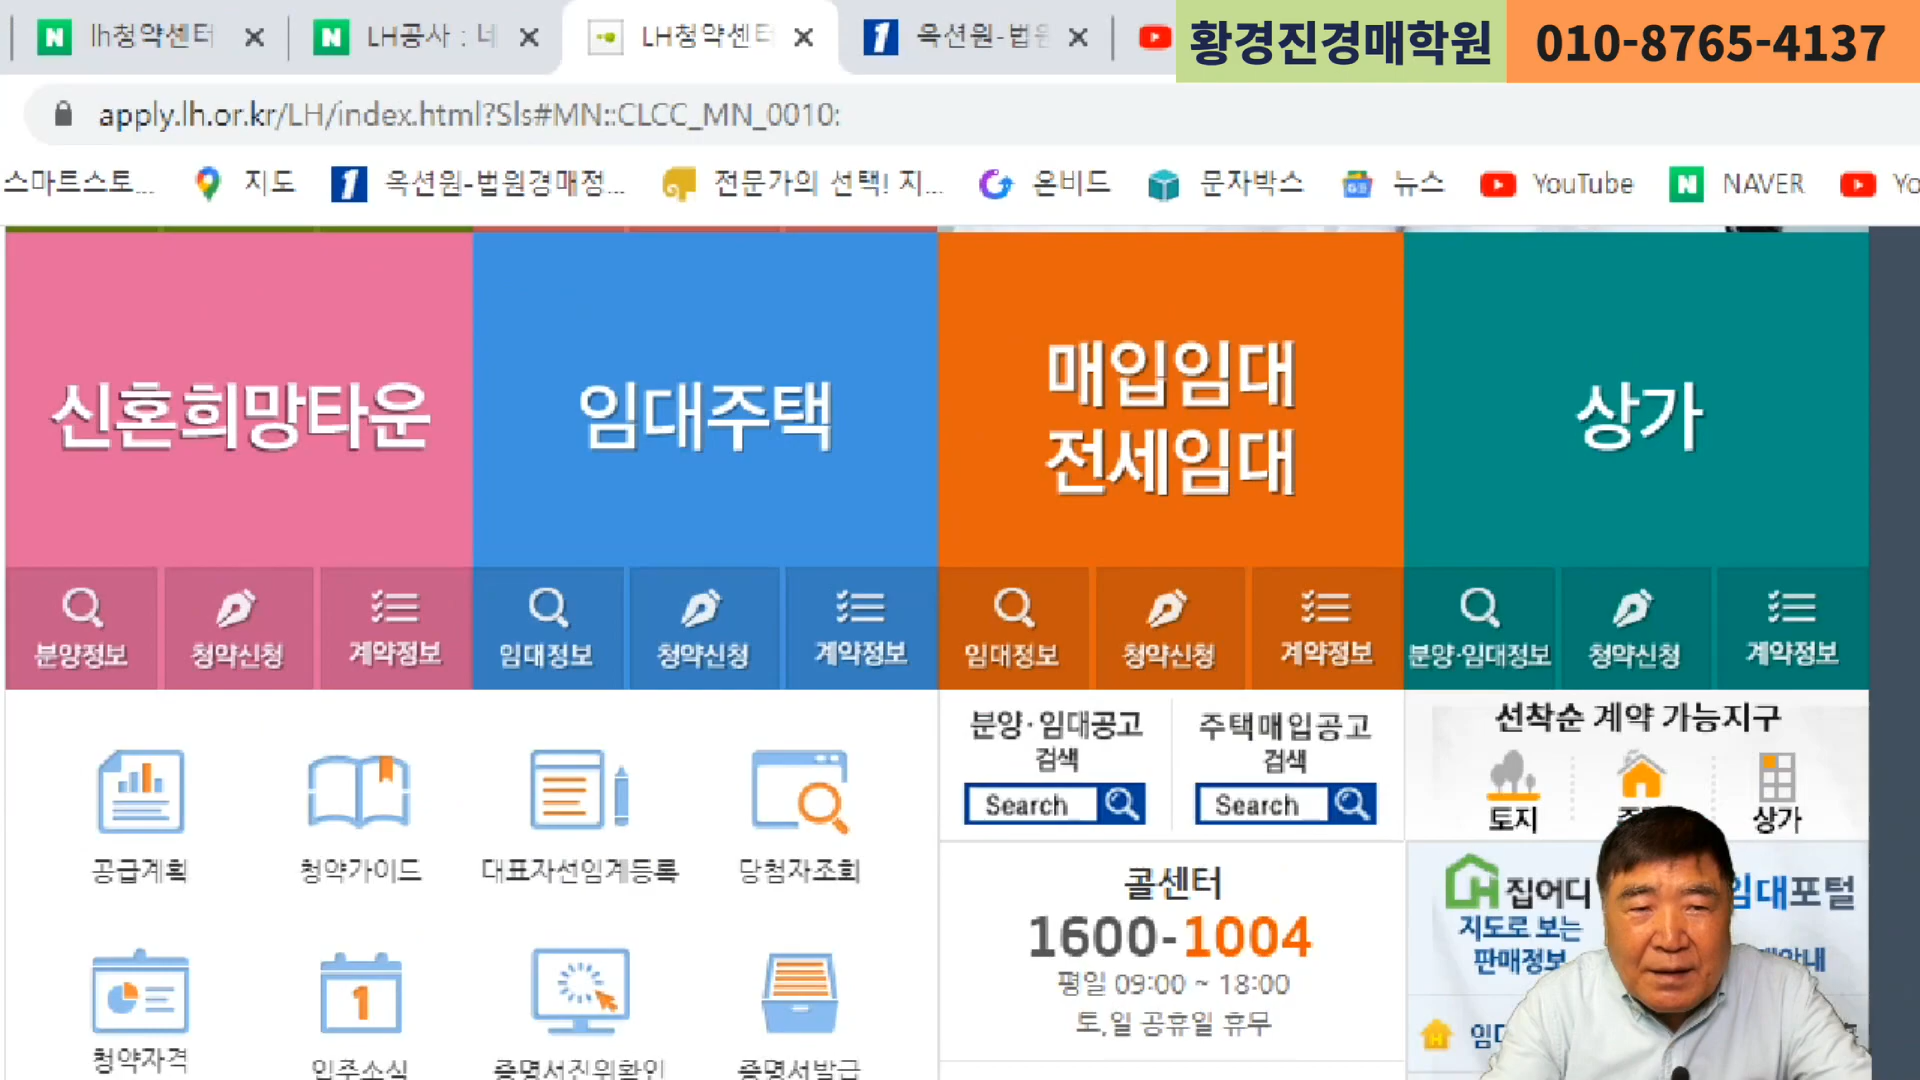 lh청약센터
LH공사 : 네
LH청약센터
옥션원-법원
황경진경매학원
010-8765-4137
apply.lh.or.kr/LH/index.html?Sls#MN::CLCC_MN_0010:
스마트스토...
지도
옥션원-법원경매정...
전문가의 선택! 지...
온비드
문자박스
뉴스
YouTube
NAVER
Yo
신혼희망타운
임대주택
매입임대
전세임대
상가
분양정보
청약신청
계약정보
임대정보
청약신청
계약정보
임대정보
청약신청
계약정보
분양·임대정보
청약신청
계약정보
공급계획
청약가이드
대표자선임계등록
당첨자조회
분양·임대공고
검색
Search
주택매입공고
검색
Search
선착순 계약 가능지구
토지
상가
콜센터
1600-1004
평일 09:00 ~ 18:00
토,일 공휴일 휴무
LH 집어디
지도로 보는
판매정보
임대포털
청약자격
입주소식
증명서진위확인
증명서발급